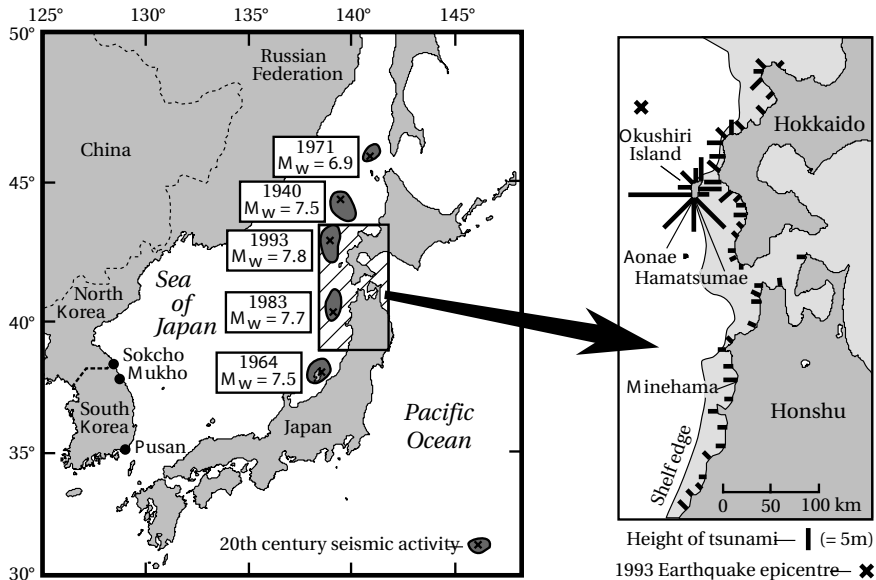 125° 130° 135° 140° 145°
50°
45°
40°
35°
30°
Russian
Federation
China
1971
Mw = 6.9
1940
Mw = 7.5
1993
Mw = 7.8
1983
Mw = 7.7
1964
Mw = 7.5
Sea
of
Japan
North
Korea
Sokcho
Mukho
South
Korea
Pusan
Japan
Pacific
Ocean
20th century seismic activity
Hokkaido
Okushiri
Island
Aonae
Hamatsumae
Minehama
Honshu
Shelf edge
0 50 100 km
Height of tsunami (= 5m)
1993 Earthquake epicentre